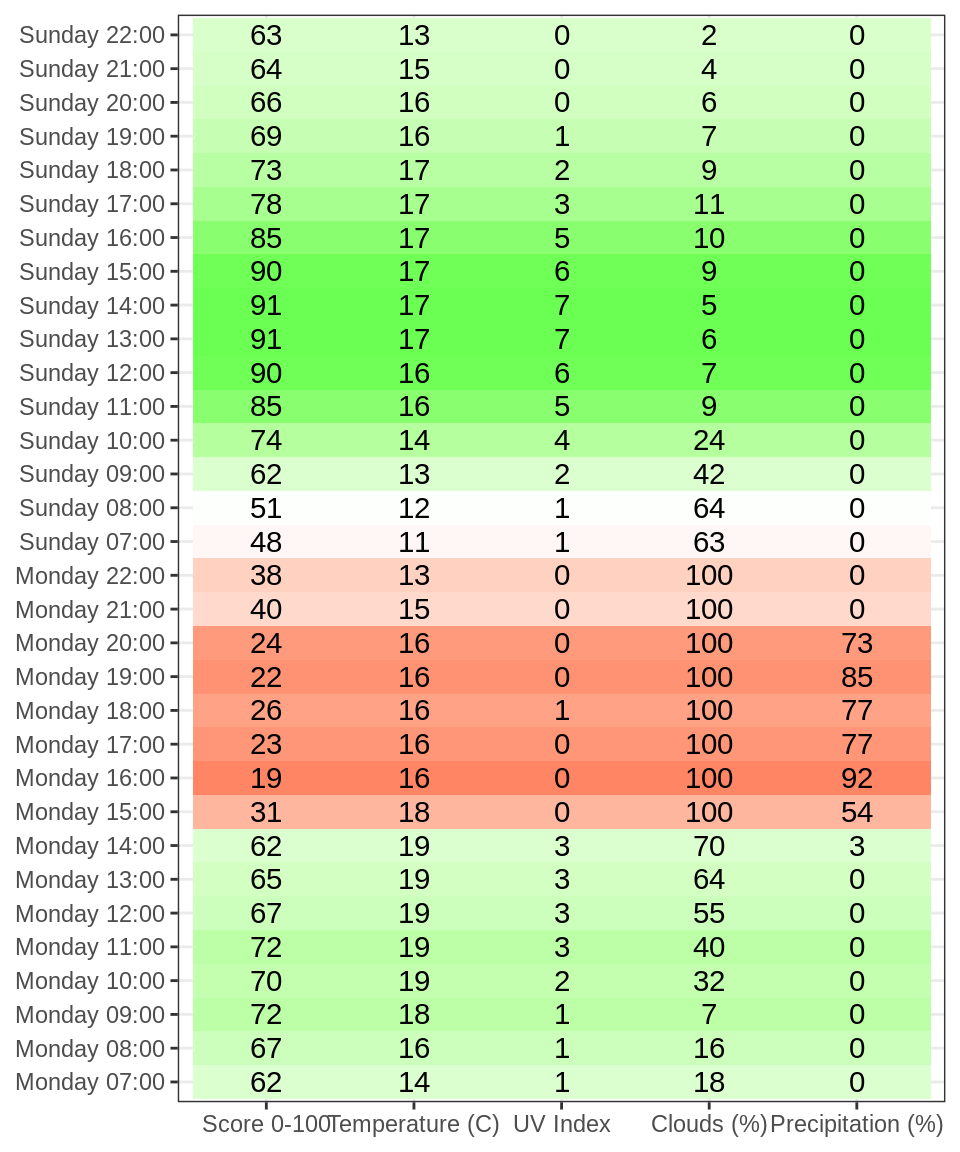 Sunday 22:00 63 13 0 2 0
Sunday 21:00 64 15 0 4 0
Sunday 20:00 66 16 0 6 0
Sunday 19:00 69 16 1 7 0
Sunday 18:00 73 17 2 9 0
Sunday 17:00 78 17 3 11 0
Sunday 16:00 85 17 5 10 0
Sunday 15:00 90 17 6 9 0
Sunday 14:00 91 17 7 5 0
Sunday 13:00 91 17 7 6 0
Sunday 12:00 90 16 6 7 0
Sunday 11:00 85 16 5 9 0
Sunday 10:00 74 14 4 24 0
Sunday 09:00 62 13 2 42 0
Sunday 08:00 51 12 1 64 0
Sunday 07:00 48 11 1 63 0
Monday 22:00 38 13 0 100 0
Monday 21:00 40 15 0 100 0
Monday 20:00 24 16 0 100 73
Monday 19:00 22 16 0 100 85
Monday 18:00 26 16 1 100 77
Monday 17:00 23 16 0 100 77
Monday 16:00 19 16 0 100 92
Monday 15:00 31 18 0 100 54
Monday 14:00 62 19 3 70 3
Monday 13:00 65 19 3 64 0
Monday 12:00 67 19 3 55 0
Monday 11:00 72 19 3 40 0
Monday 10:00 70 19 2 32 0
Monday 09:00 72 18 1 7 0
Monday 08:00 67 16 1 16 0
Monday 07:00 62 14 1 18 0
Score 0-100 Temperature (C) UV Index Clouds (%) Precipitation (%)